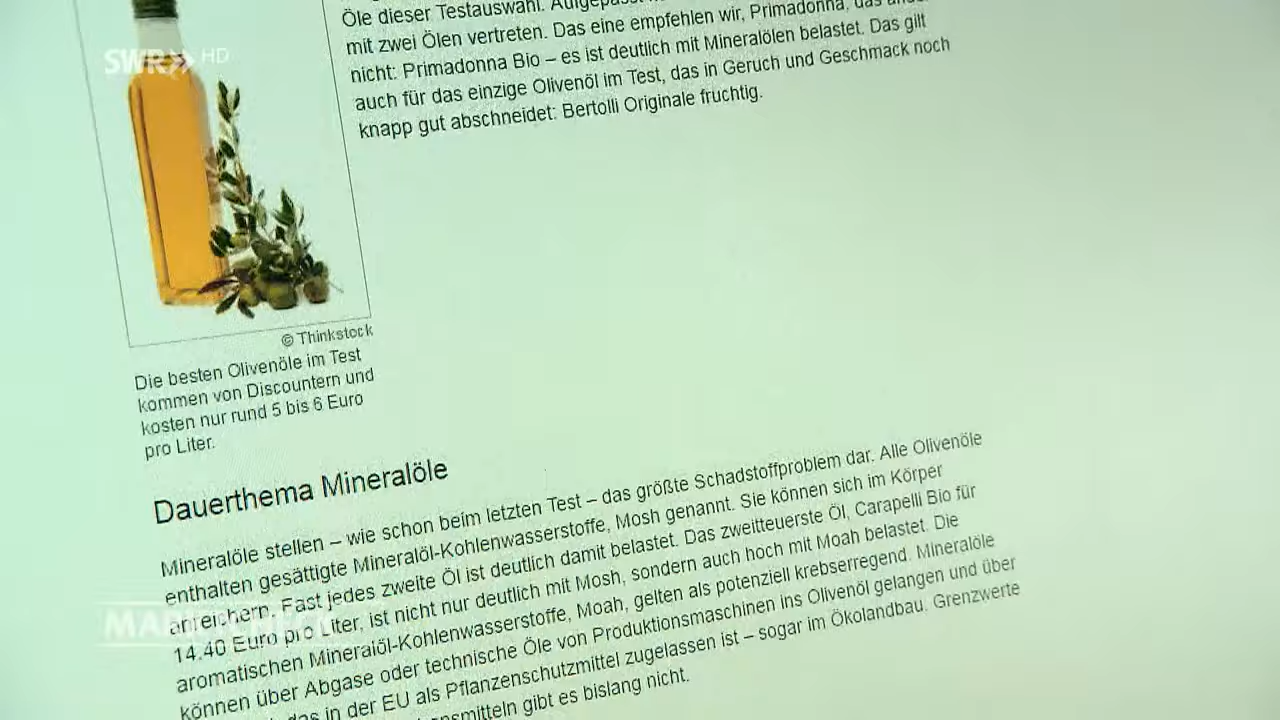 SWR HD
Öle dieser Testauswahl.
mit zwei Ölen vertreten. Das eine empfehlen wir, Primadonna, das
nicht: Primadonna Bio – es ist deutlich mit Mineralölen belastet. Das gilt
auch für das einzige Olivenöl im Test, das in Geruch und Geschmack noch
knapp gut abschneidet: Bertolli Originale fruchtig.
© Thinkstock
Die besten Olivenöle im Test
kommen von Discountern und
kosten nur rund 5 bis 6 Euro
pro Liter.
Dauerthema Mineralöle
Mineralöle stellen – wie schon beim letzten Test – das größte Schadstoffproblem dar. Alle Olivenöle
enthalten gesättigte Mineralöl-Kohlenwasserstoffe, Mosh genannt. Sie können sich im Körper
anreichern. Fast jedes zweite Öl ist deutlich damit belastet. Das zweitteuerste Öl, Carapelli Bio für
14.40 Euro pro Liter, ist nicht nur deutlich mit Mosh, sondern auch hoch mit Moah belastet. Die
aromatischen Mineralöl-Kohlenwasserstoffe, Moah, gelten als potenziell krebserregend. Mineralöle
können über Abgase oder technische Öle von Produktionsmaschinen ins Olivenöl gelangen und über
das in der EU als Pflanzenschutzmittel zugelassen ist – sogar im Ökolandbau. Grenzwerte
gibt es bislang nicht.